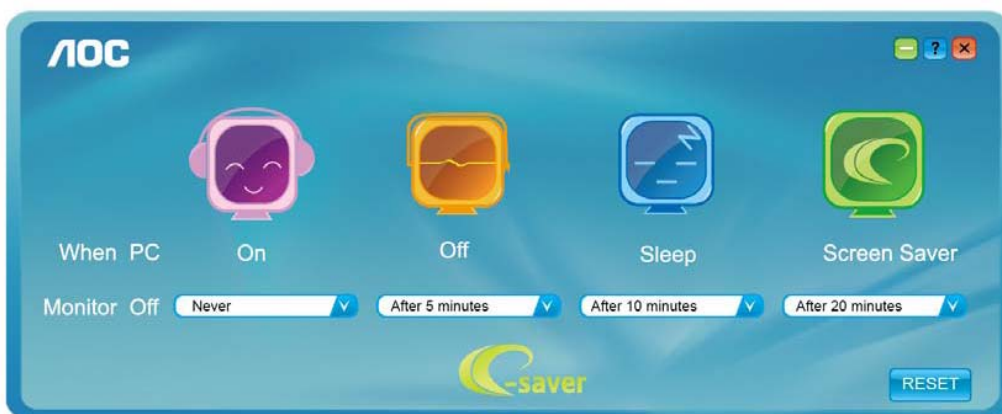 AOC
?
When PC On Off Sleep Screen Saver
Monitor Off Never After 5 minutes After 10 minutes After 20 minutes
e-saver
RESET